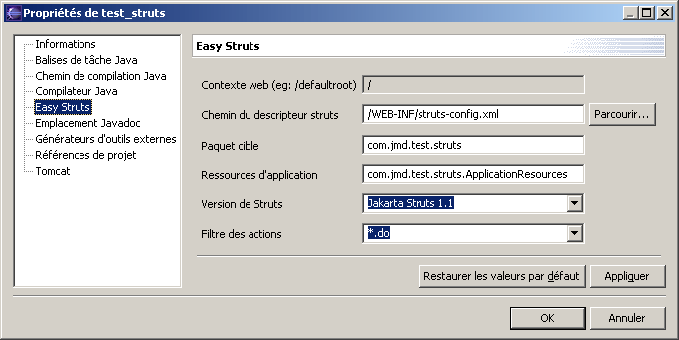 Propriétés de test_struts
Informations
Balises de tâche Java
Chemin de compilation Java
Compilateur Java
Easy Struts
Emplacement Javadoc
Générateurs d'outils externes
Références de projet
Tomcat
Easy Struts
Contexte web (eg: /defaultroot) /
Chemin du descripteur struts /WEB-INF/struts-config.xml Parcourir...
Paquet cible com.jmd.test.struts
Ressources d'application com.jmd.test.struts.ApplicationResources
Version de Struts Jakarta Struts 1.1
Filtre des actions *.do
Restaurer les valeurs par défaut Appliquer
OK Annuler